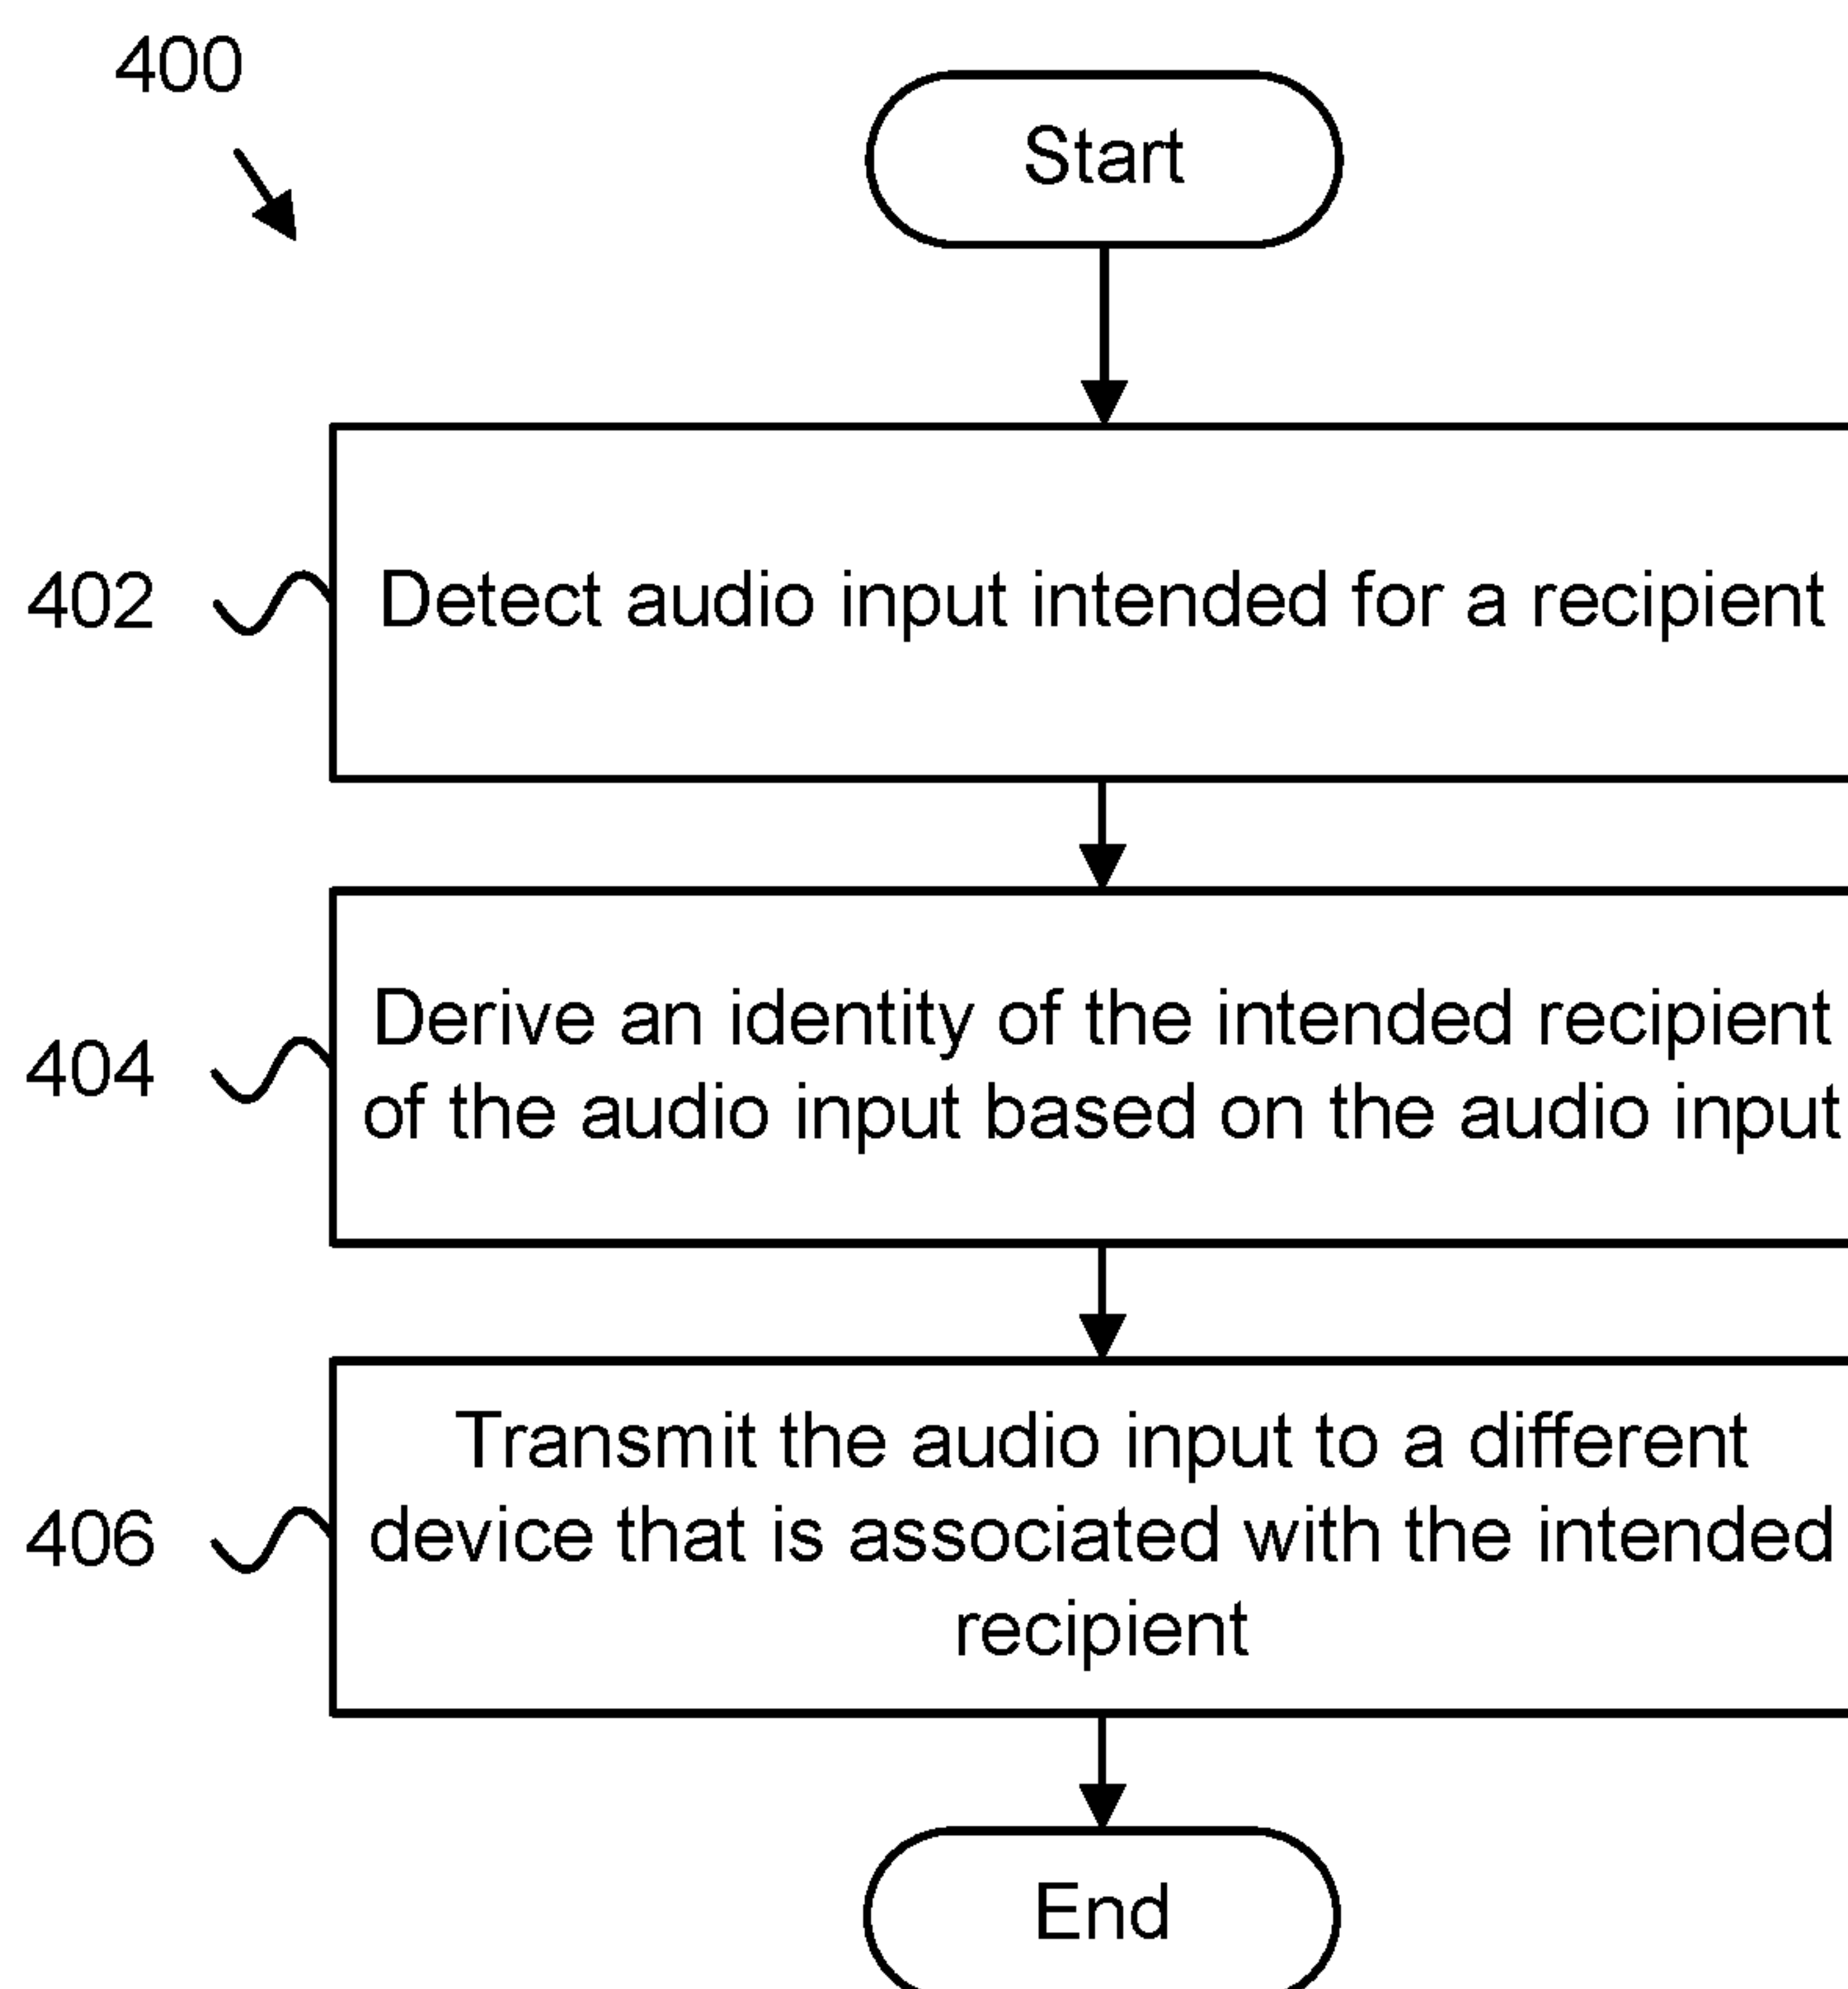 400
Start
402
Detect audio input intended for a recipient
404
Derive an identity of the intended recipient
of the audio input based on the audio input
406
Transmit the audio input to a different
device that is associated with the intended
recipient
End